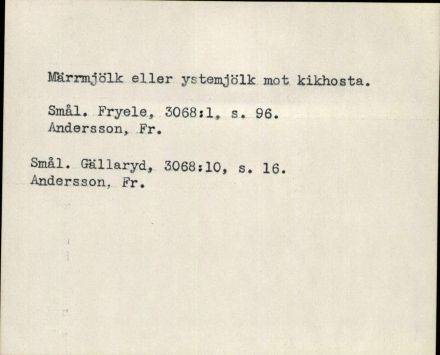 Märrmjölk eller ystemjölk mot kikhosta.
Smål. Fryele, 3068:1, s. 96.
Andersson, Fr.
Smål. Gällaryd, 3068:10, s. 16.
Andersson, Fr.